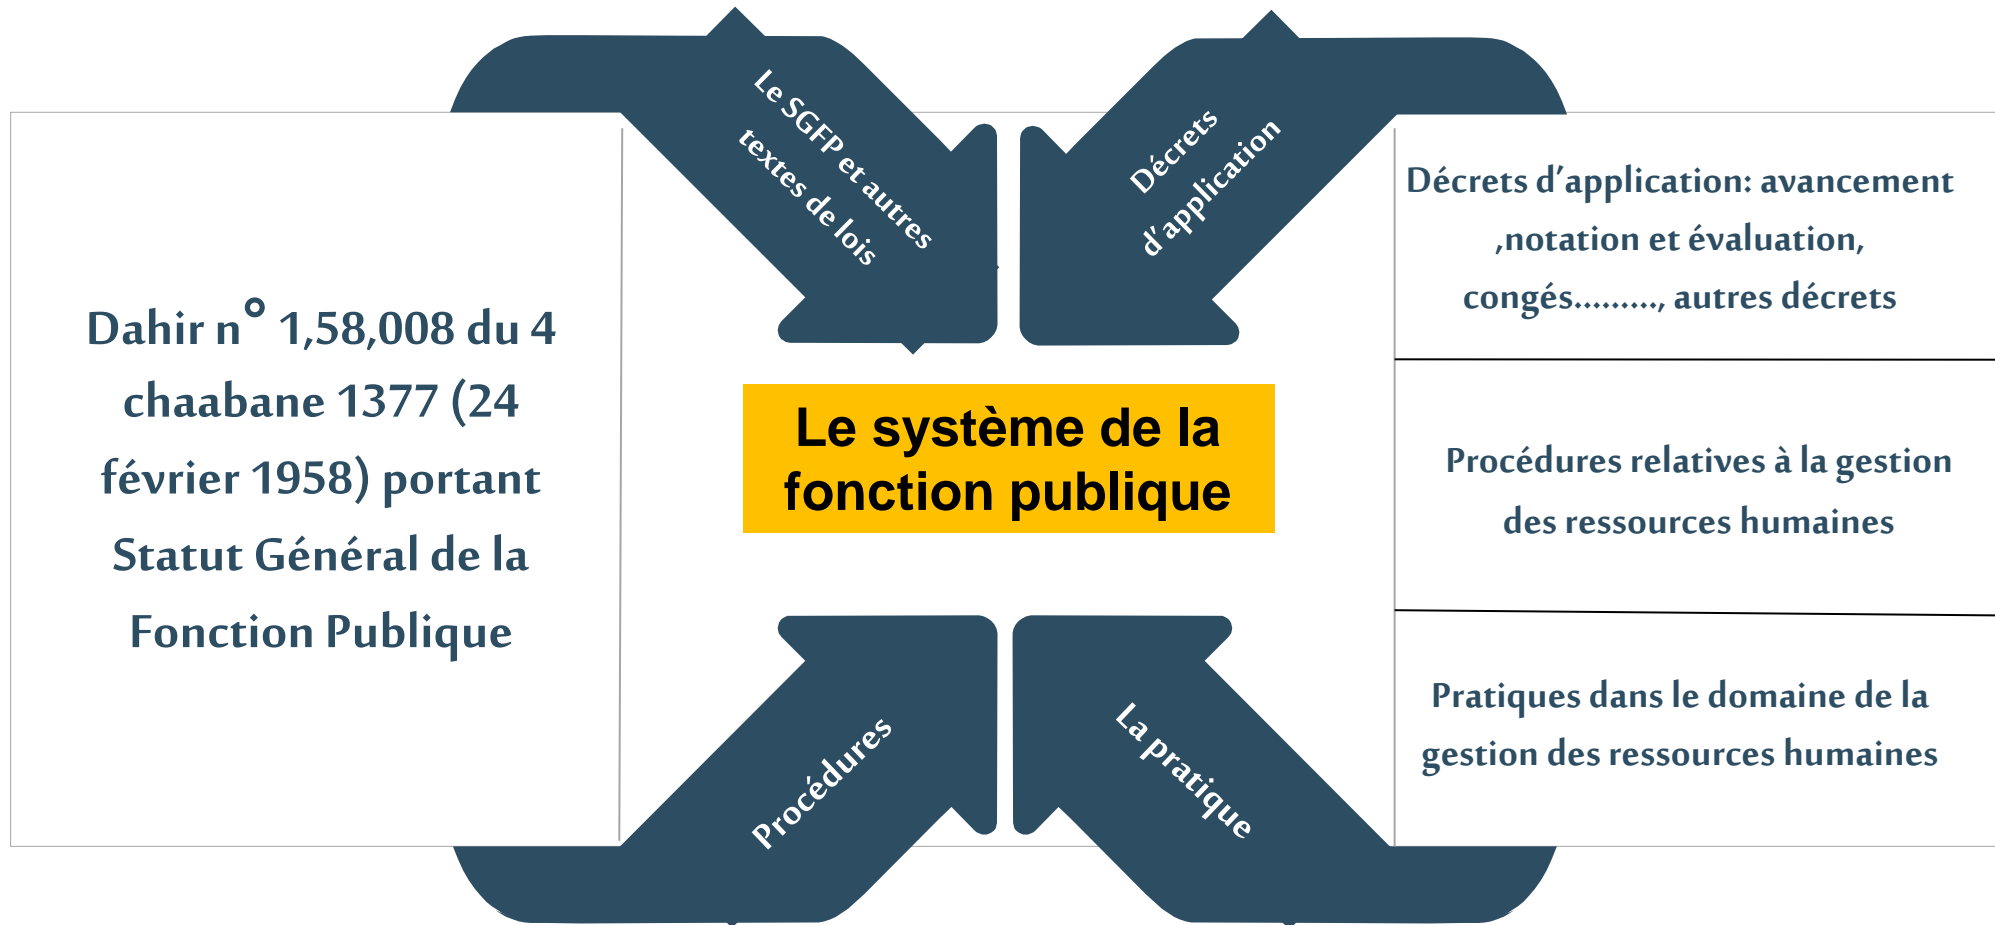 Le SGFP et autres
textes de lois
Décrets
d’application
Dahir n° 1,58,008 du 4
chaabane 1377 (24
février 1958) portant
Statut Général de la
Fonction Publique
Le système de la
fonction publique
Décrets d’application: avancement
,notation et évaluation,
congés………, autres décrets
Procédures relatives à la gestion
des ressources humaines
Pratiques dans le domaine de la
gestion des ressources humaines
Procédures
La pratique